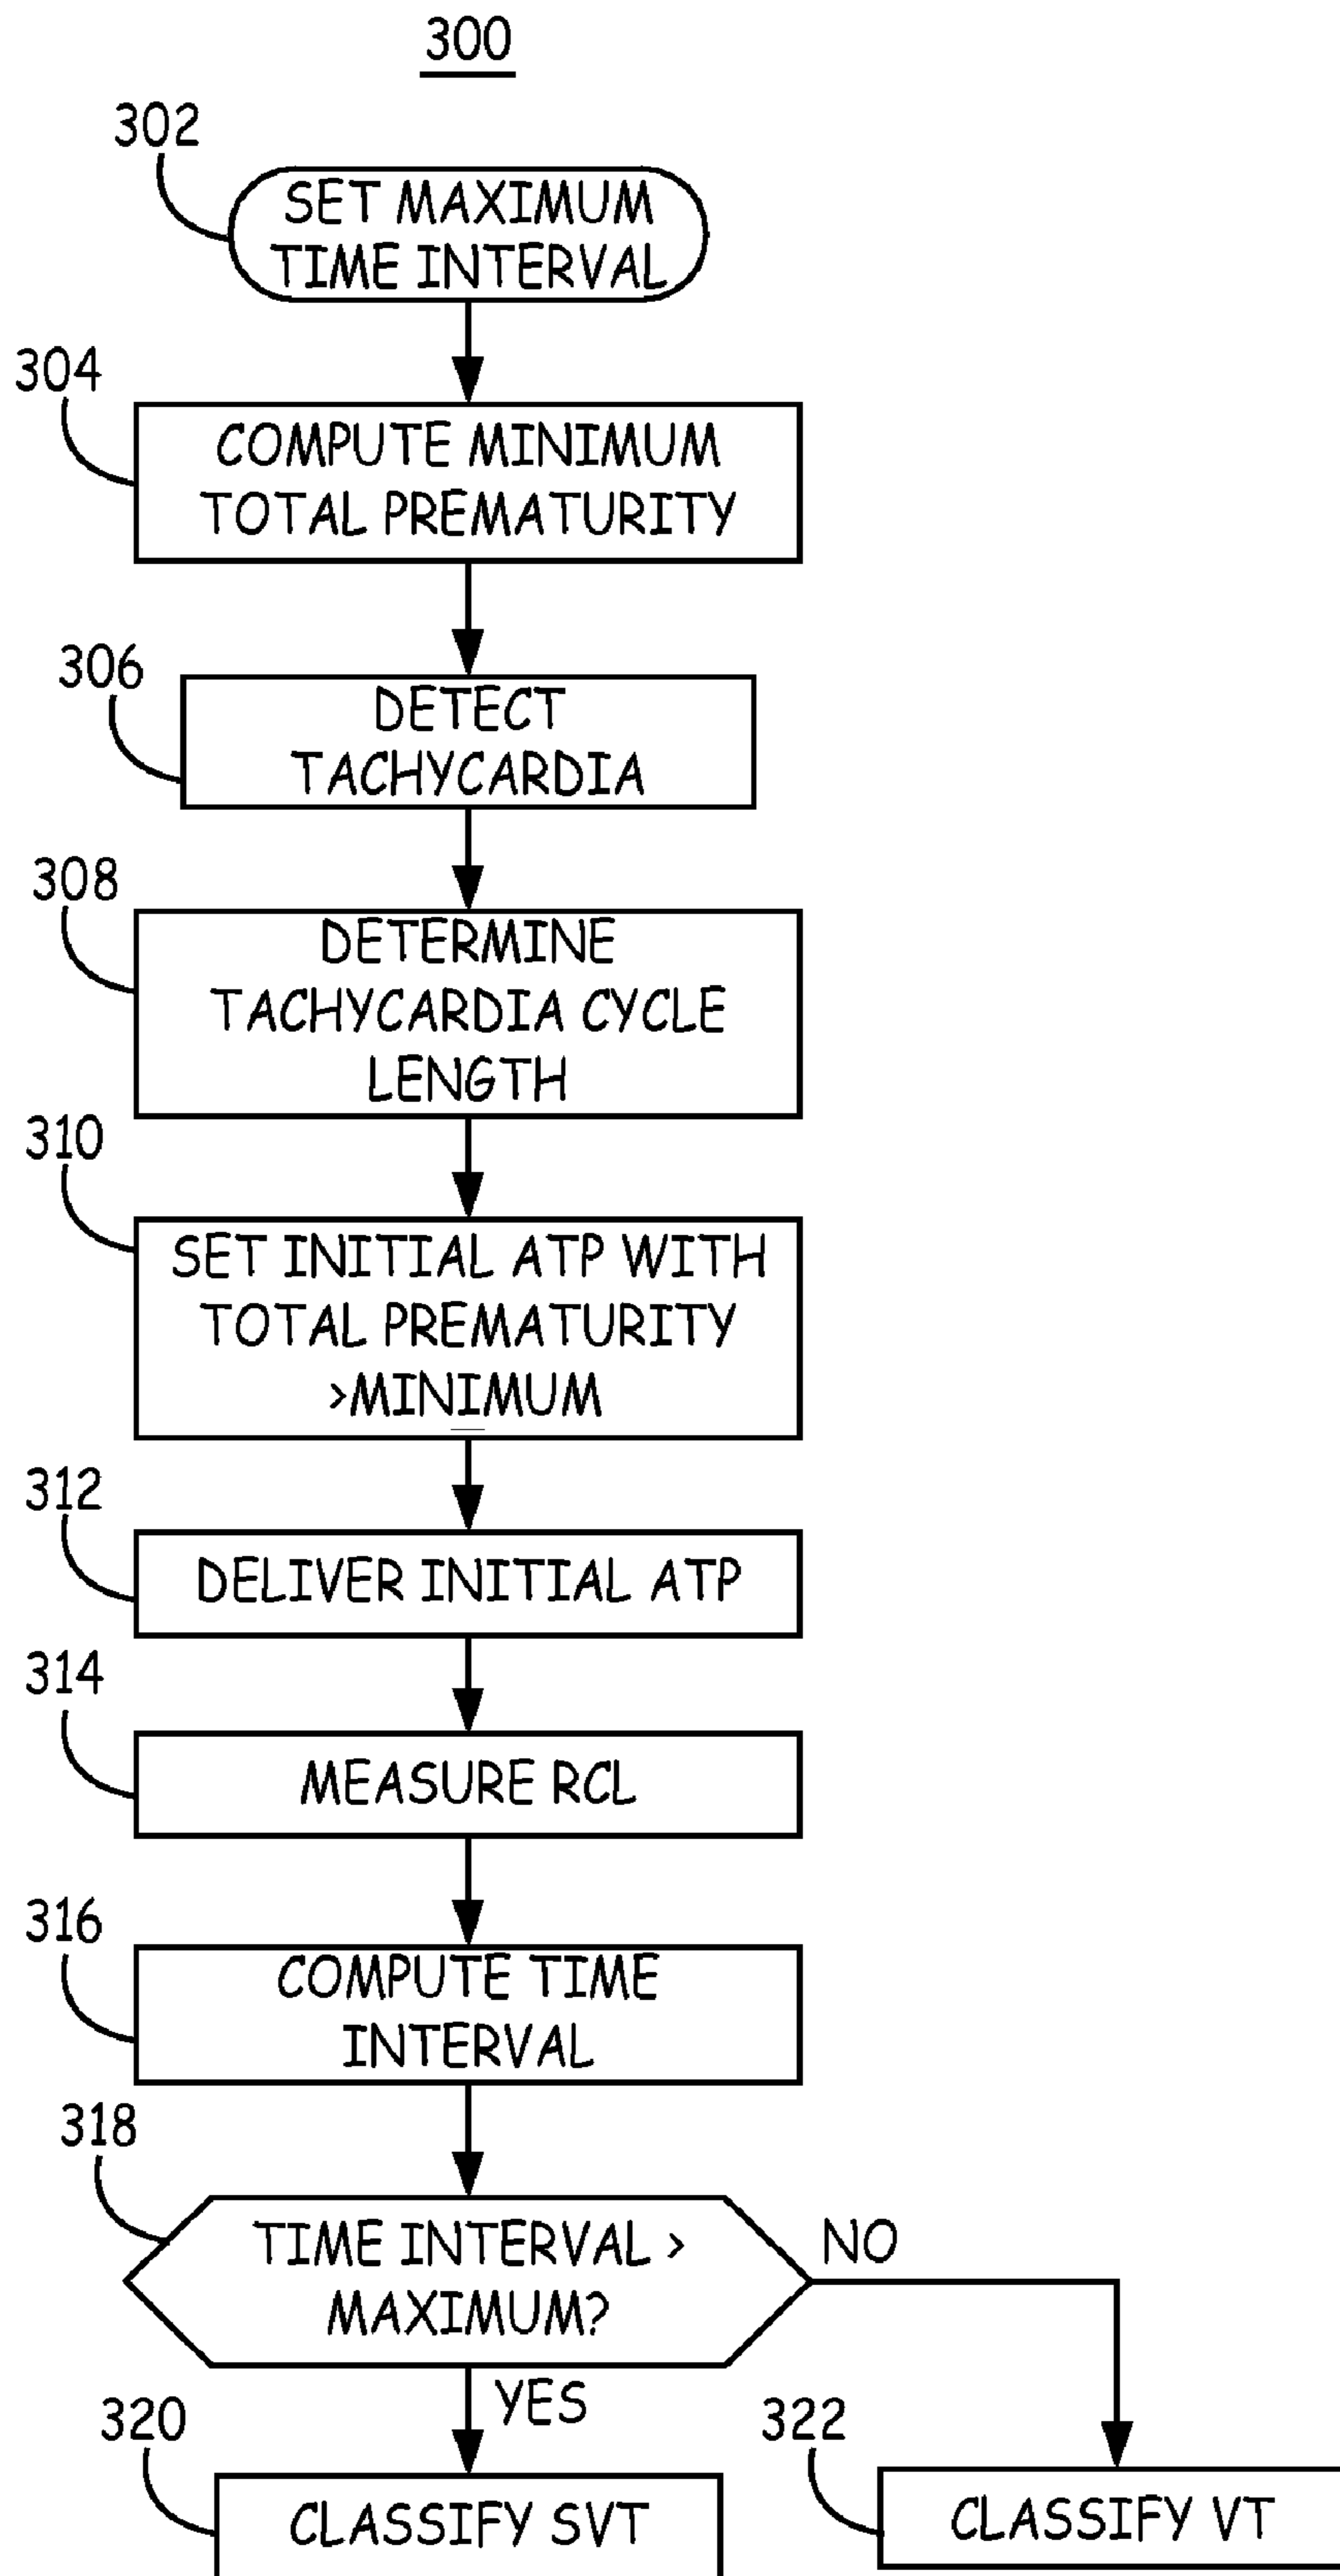 300
302
SET MAXIMUM
TIME INTERVAL
304
COMPUTE MINIMUM
TOTAL PREMATURITY
306
DETECT
TACHYCARDIA
308
DETERMINE
TACHYCARDIA CYCLE
LENGTH
310
SET INITIAL ATP WITH
TOTAL PREMATURITY
>MINIMUM
312
DELIVER INITIAL ATP
314
MEASURE RCL
316
COMPUTE TIME
INTERVAL
318
TIME INTERVAL >
MAXIMUM?
NO
YES
320
CLASSIFY SVT
322
CLASSIFY VT